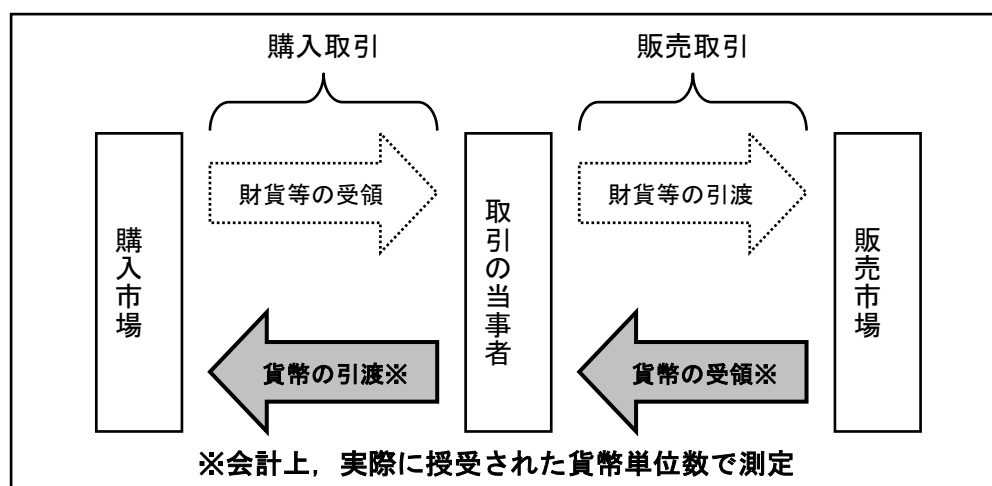 購入取引
販売取引
財貨等の受領
財貨等の引渡
購入市場
取引の当事者
販売市場
貨幣の引渡※
貨幣の受領※
※会計上，実際に授受された貨幣単位数で測定